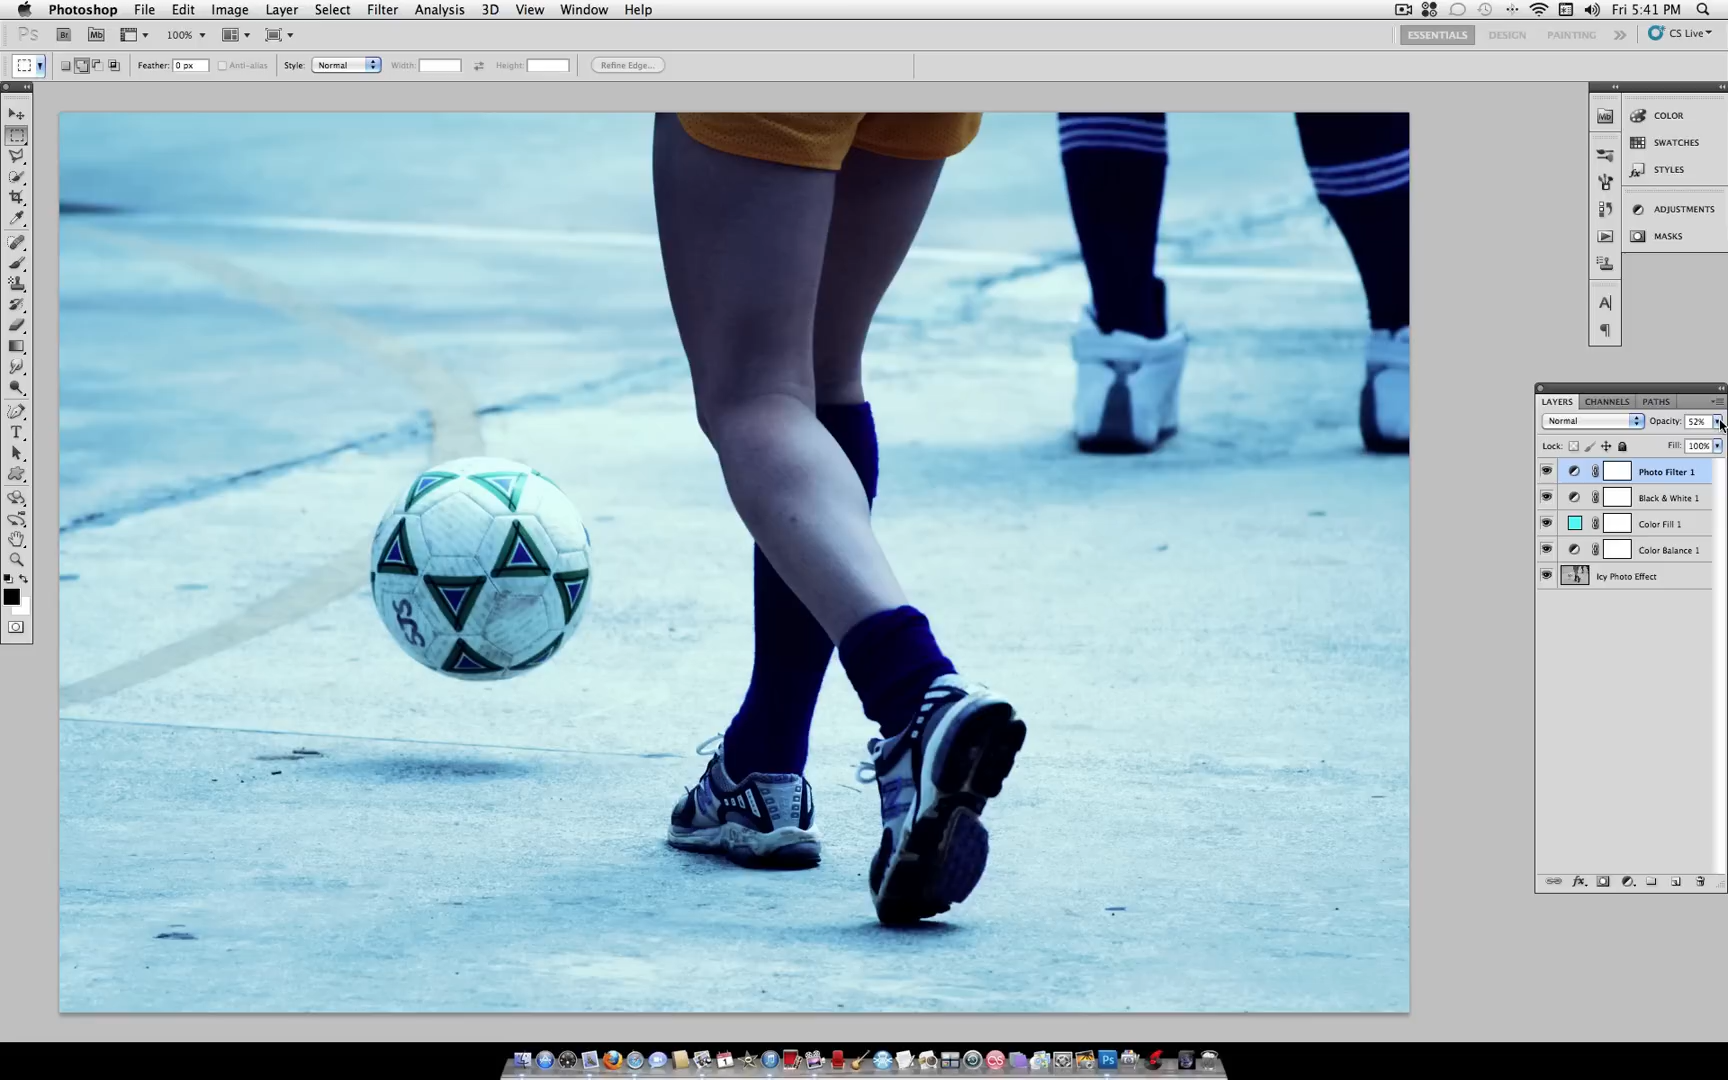 Photoshop File Edit Image Layer Select Filter Analysis 3D View Window Help Fri 5:41 PM
Ps Br Mb 100% ESSENTIALS DESIGN PAINTING CS Live
Feather: 0 px Anti-alias Style: Normal Width: Height: Refine Edge...
Mb COLOR
SWATCHES
STYLES
ADJUSTMENTS
MASKS
LAYERS CHANNELS PATHS
Normal Opacity: 52%
Lock: Fill: 100%
Photo Filter 1
Black & White 1
Color Fill 1
Color Balance 1
Icy Photo Effect